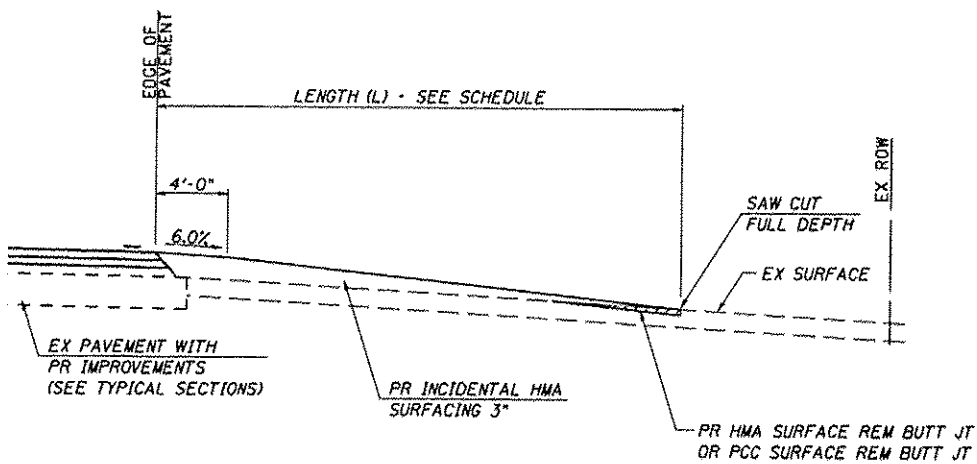 EDGE OF
PAVEMENT
LENGTH (L) - SEE SCHEDULE
EX ROW
4'-0"
SAW CUT
FULL DEPTH
6.0%
EX SURFACE
EX PAVEMENT WITH
PR IMPROVEMENTS
(SEE TYPICAL SECTIONS)
PR INCIDENTAL HMA
SURFACING 3"
PR HMA SURFACE REM BUTT JT
OR PCC SURFACE REM BUTT JT